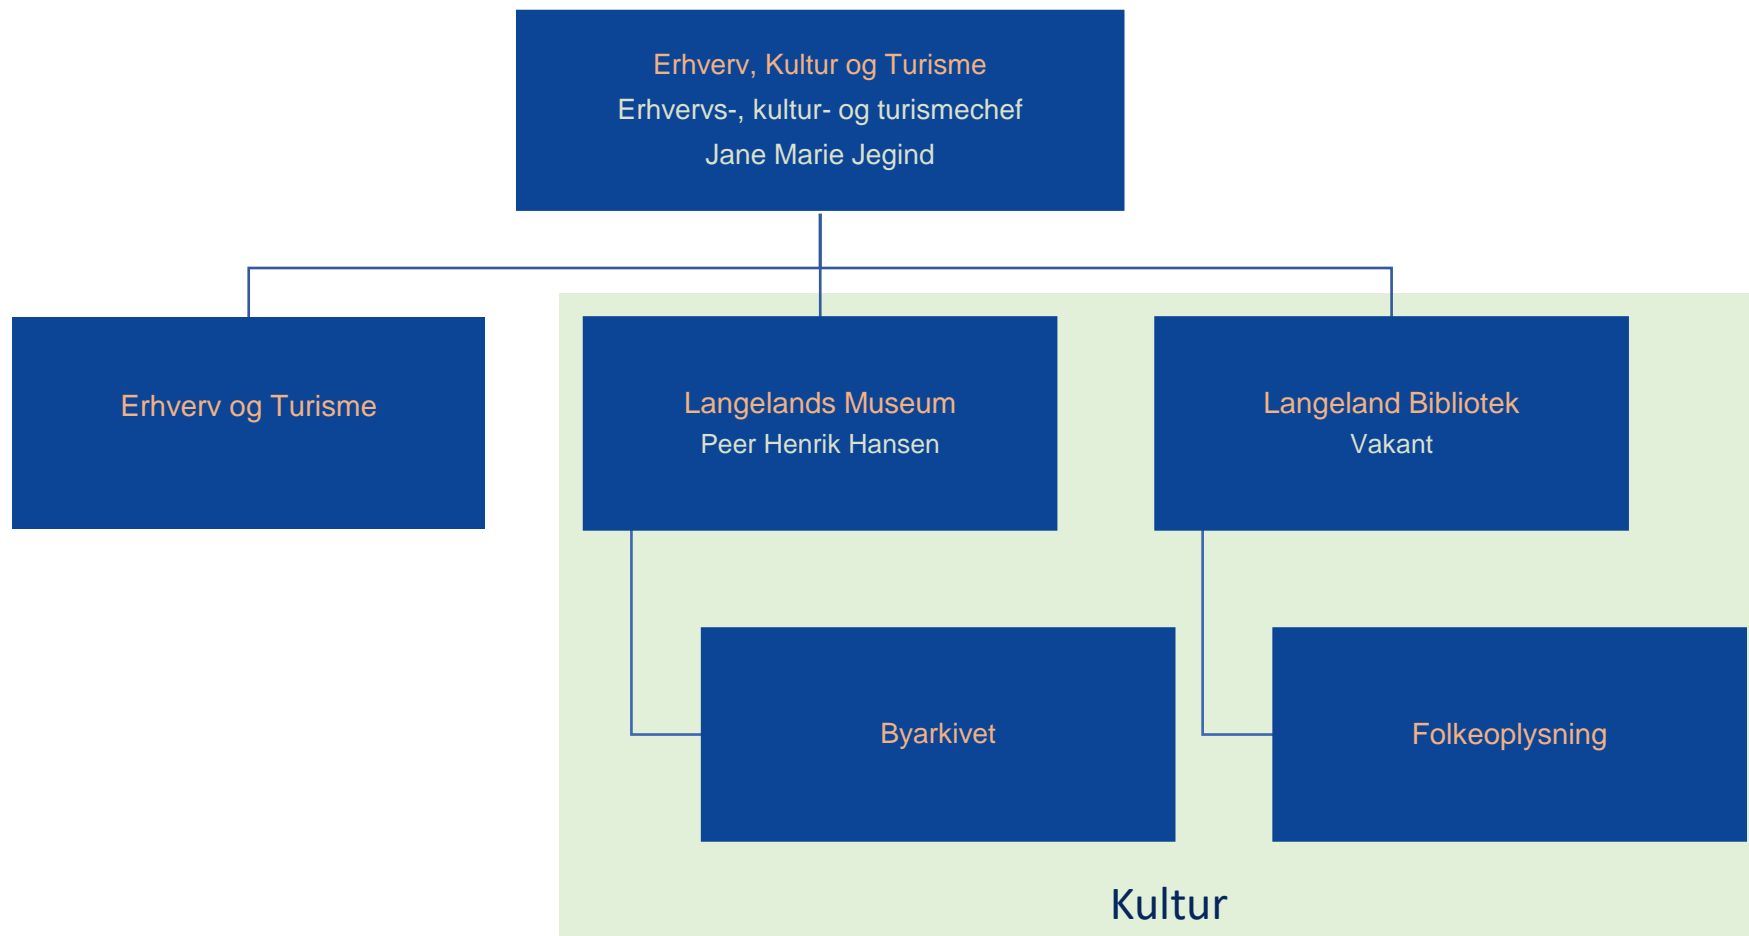 Erhverv, Kultur og Turisme
Erhvervs-, kultur- og turismechef
Jane Marie Jegind
Erhverv og Turisme
Langelands Museum
Peer Henrik Hansen
Langeland Bibliotek
Vakant
Byarkivet
Folkeoplysning
Kultur